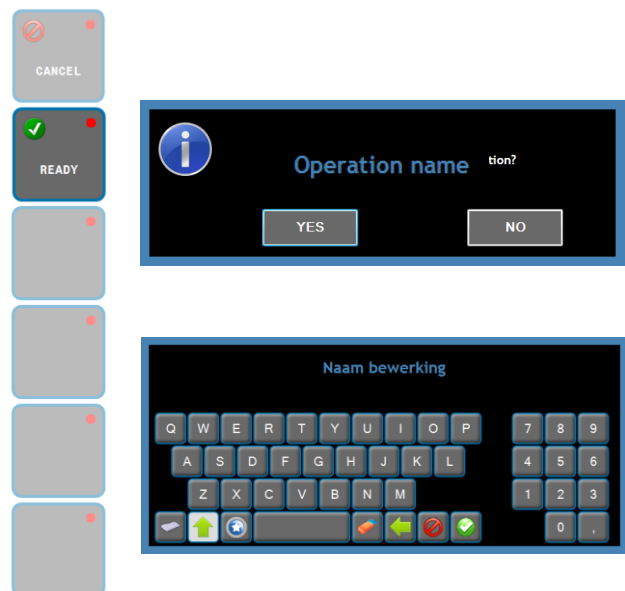 CANCEL
READY
Operation name tion?
YES NO
Naam bewerking
Q W E R T Y U I O P 7 8 9
A S D F G H J K L 4 5 6
Z X C V B N M 1 2 3
0 ,